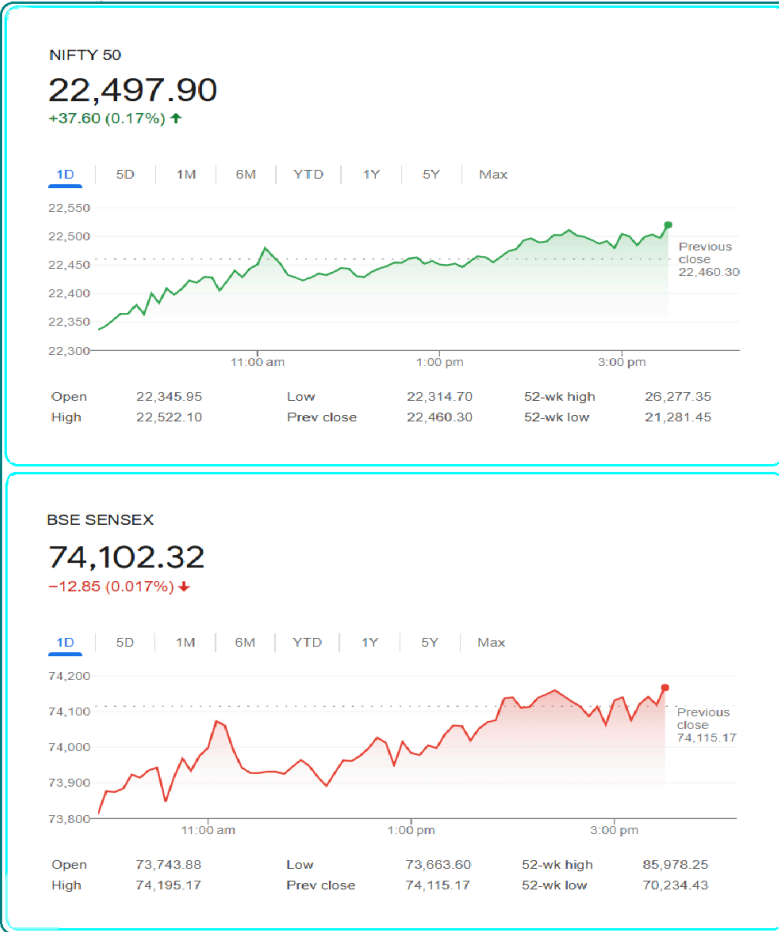 NIFTY 50
22,497.90
+37.60 (0.17%) ↑
1D 5D 1M 6M YTD 1Y 5Y Max
22,550
22,500
22,450
22,400
22,350
22,300
Previous
close
22,460.30
11:00 am 1:00 pm 3:00 pm
Open 22,345.95 Low 22,314.70 52-wk high 26,277.35
High 22,522.10 Prev close 22,460.30 52-wk low 21,281.45
BSE SENSEX
74,102.32
−12.85 (0.017%) ↓
1D 5D 1M 6M YTD 1Y 5Y Max
74,200
74,100
74,000
73,900
73,800
Previous
close
74,115.17
11:00 am 1:00 pm 3:00 pm
Open 73,743.88 Low 73,663.60 52-wk high 85,978.25
High 74,195.17 Prev close 74,115.17 52-wk low 70,234.43